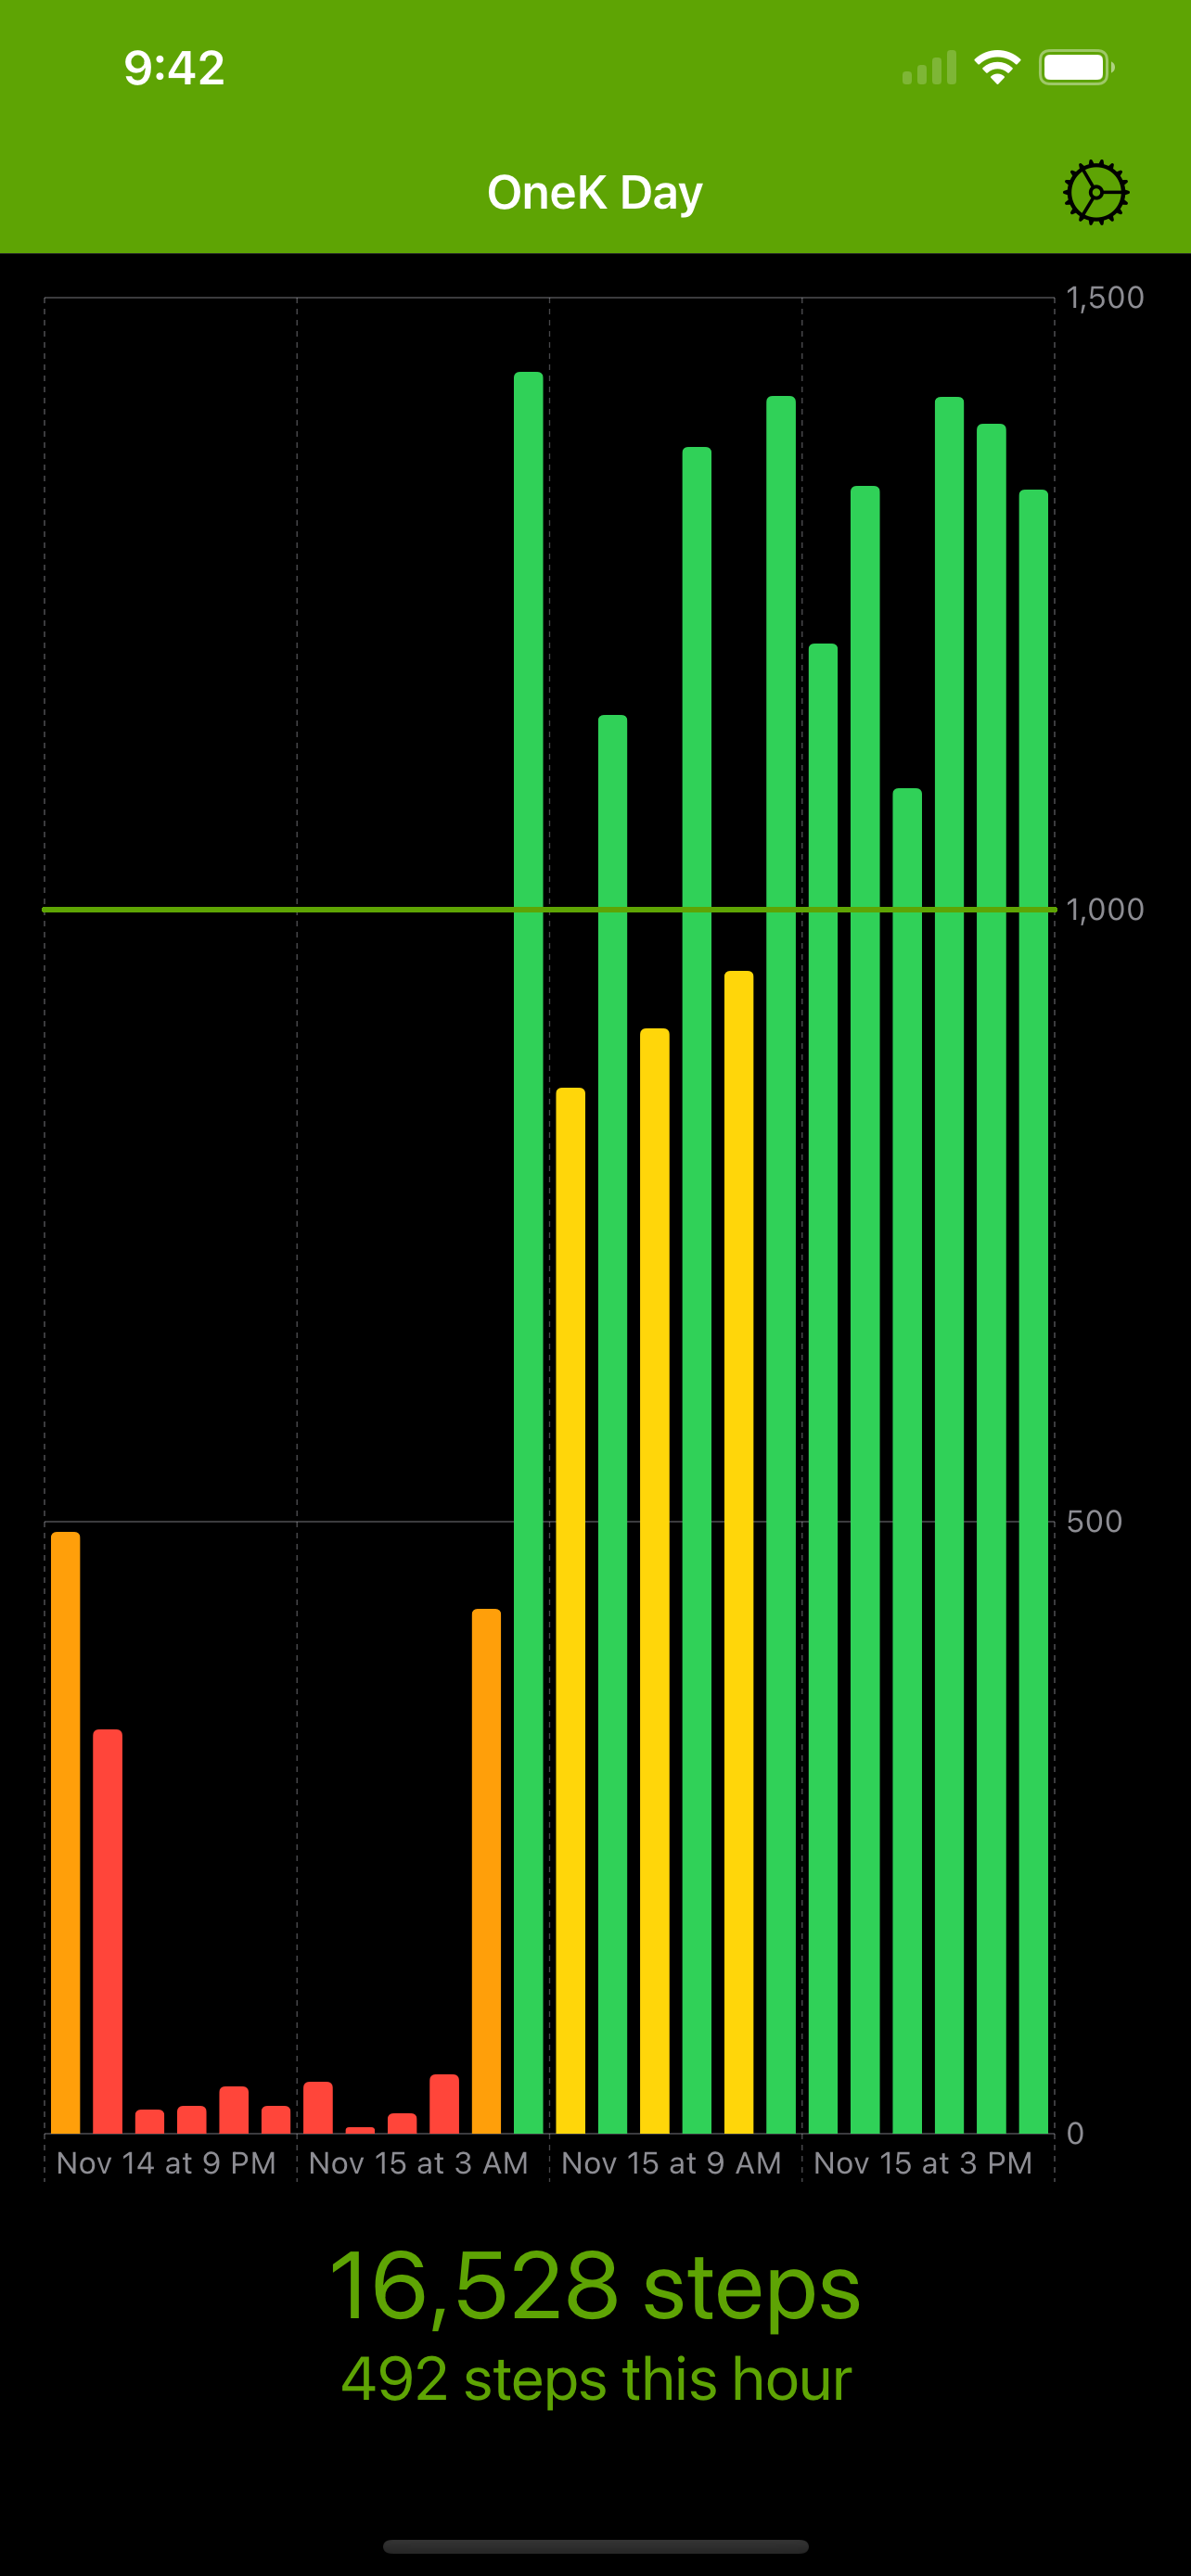 9:42
OneK Day
1,500
1,000
500
0
Nov 14 at 9 PM Nov 15 at 3 AM Nov 15 at 9 AM Nov 15 at 3 PM
16,528 steps
492 steps this hour